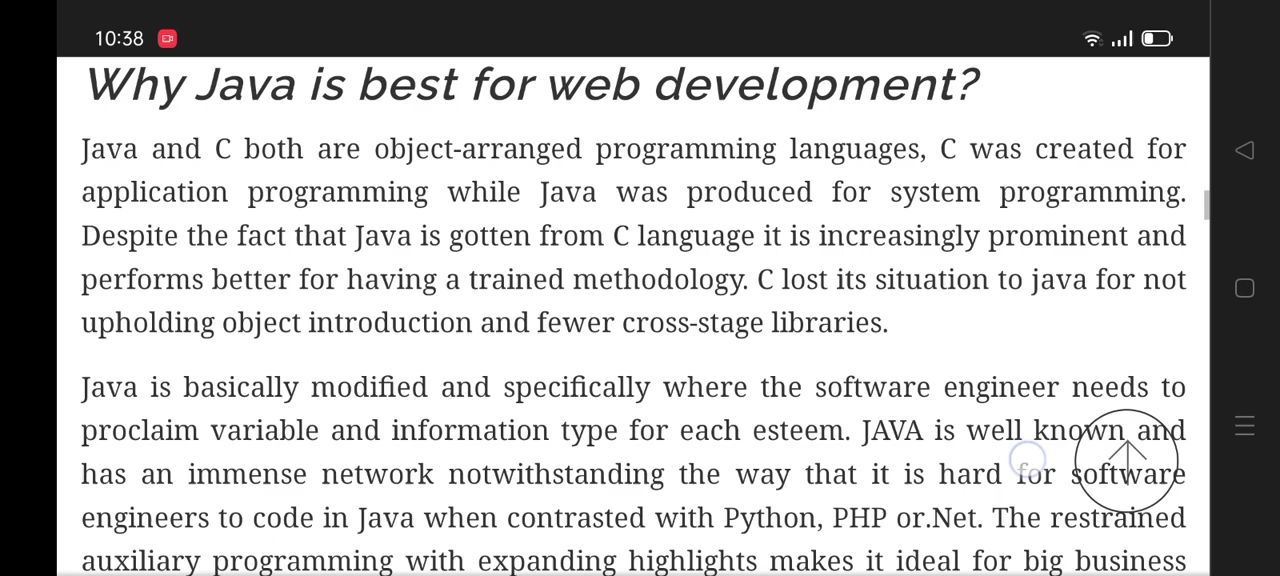 10:38
Why Java is best for web development?
Java and C both are object-arranged programming languages, C was created for
application programming while Java was produced for system programming.
Despite the fact that Java is gotten from C language it is increasingly prominent and
performs better for having a trained methodology. C lost its situation to java for not
upholding object introduction and fewer cross-stage libraries.
Java is basically modified and specifically where the software engineer needs to
proclaim variable and information type for each esteem. JAVA is well known and
has an immense network notwithstanding the way that it is hard for software
engineers to code in Java when contrasted with Python, PHP or.Net. The restrained
auxiliary programming with expanding highlights makes it ideal for big business